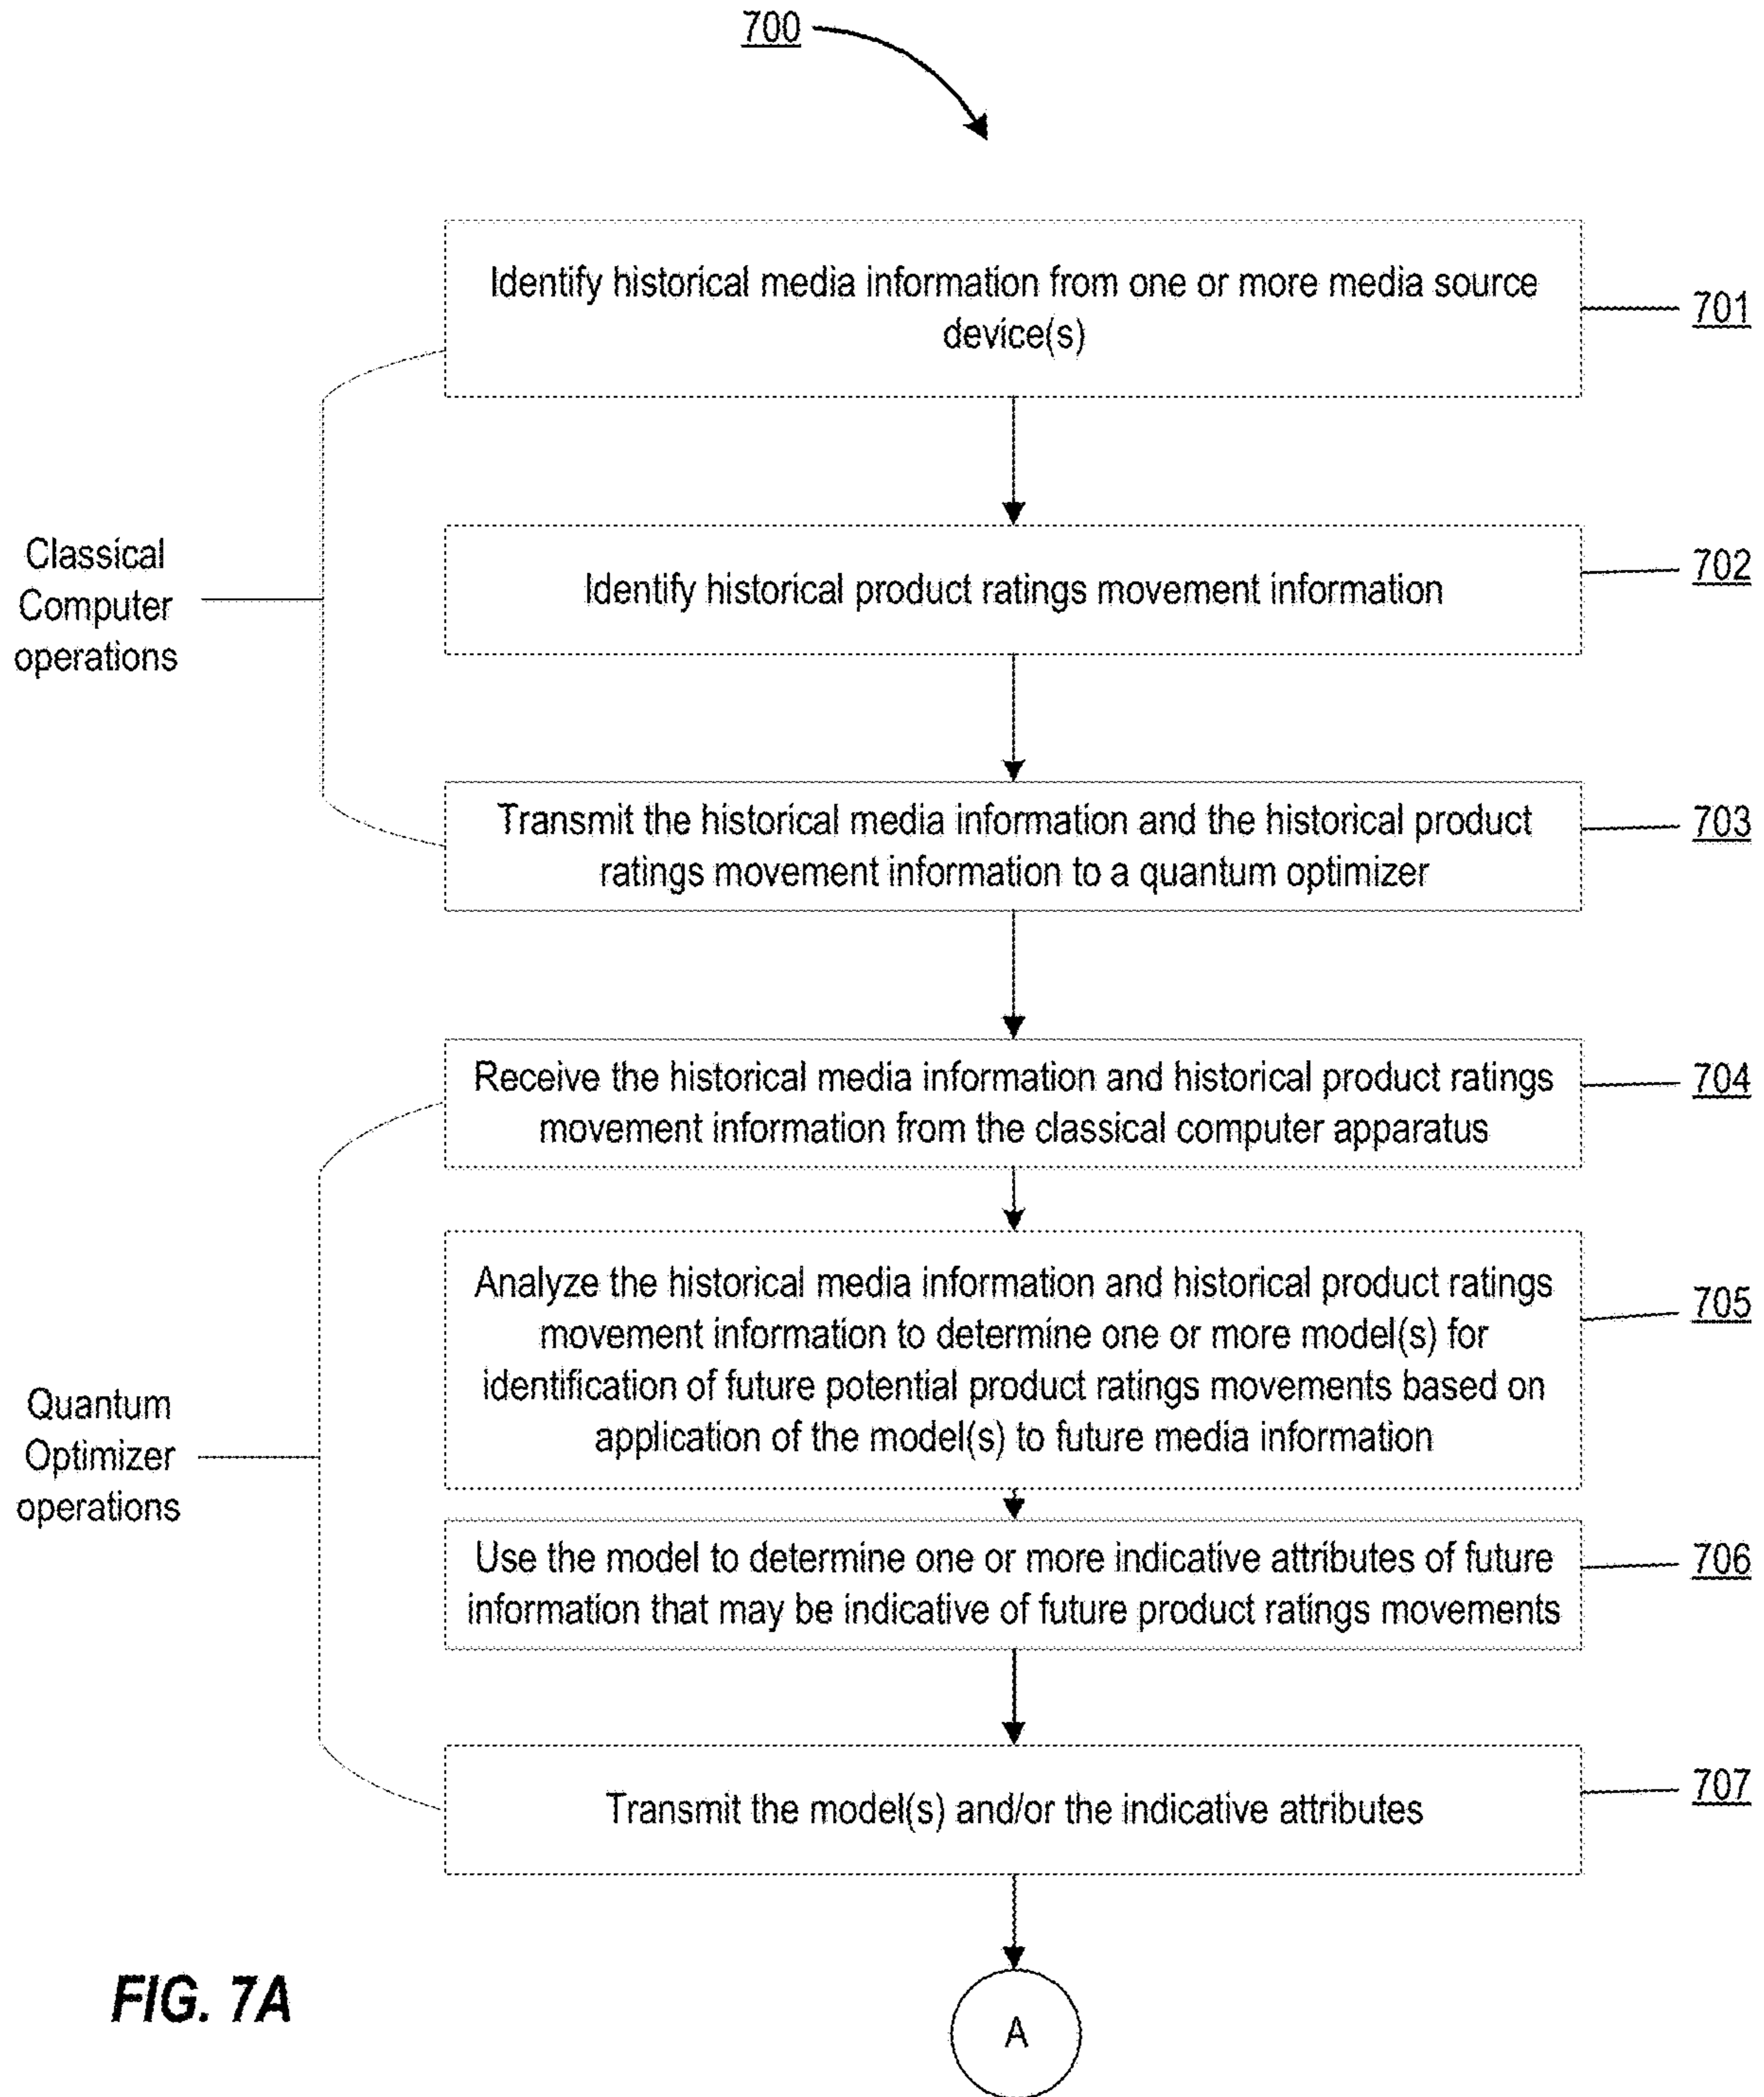 700
Identify historical media information from one or more media source
device(s)
701
Identify historical product ratings movement information
702
Classical
Computer
operations
Transmit the historical media information and the historical product
ratings movement information to a quantum optimizer
703
Receive the historical media information and historical product ratings
movement information from the classical computer apparatus
704
Analyze the historical media information and historical product ratings
movement information to determine one or more model(s) for
identification of future potential product ratings movements based on
application of the model(s) to future media information
705
Quantum
Optimizer
operations
Use the model to determine one or more indicative attributes of future
information that may be indicative of future product ratings movements
706
Transmit the model(s) and/or the indicative attributes
707
FIG. 7A
A